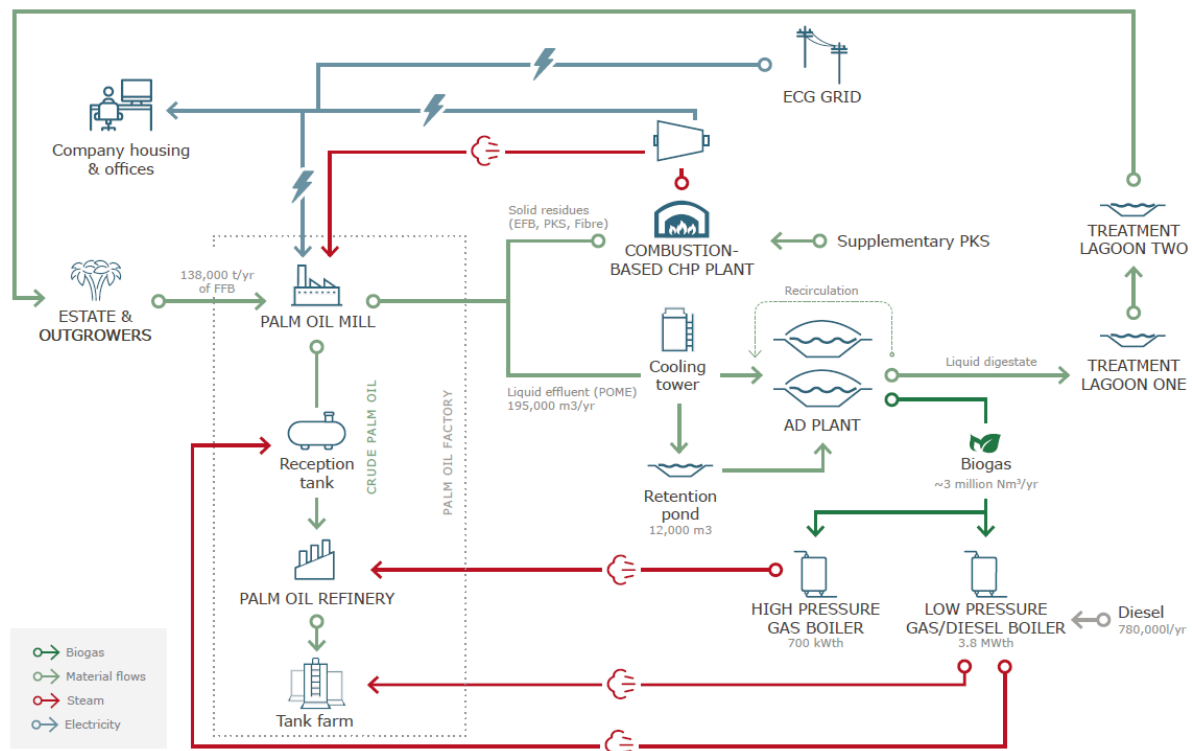 ECG GRID
Company housing
& offices
Solid residues
(EFB, PKS, Fibre)
COMBUSTION-
BASED CHP PLANT
Supplementary PKS
TREATMENT
LAGOON TWO
138,000 t/yr
of FFB
ESTATE &
OUTGROWERS
PALM OIL MILL
Recirculation
Cooling
tower
Liquid effluent (POME)
195,000 m3/yr
AD PLANT
Liquid digestate
TREATMENT
LAGOON ONE
CRUDE PALM OIL
PALM OIL FACTORY
Reception
tank
Retention
pond
12,000 m3
Biogas
~3 million Nm³/yr
PALM OIL REFINERY
HIGH PRESSURE
GAS BOILER
700 kWth
LOW PRESSURE
GAS/DIESEL BOILER
3.8 MWth
Diesel
780,000l/yr
Tank farm
Biogas
Material flows
Steam
Electricity